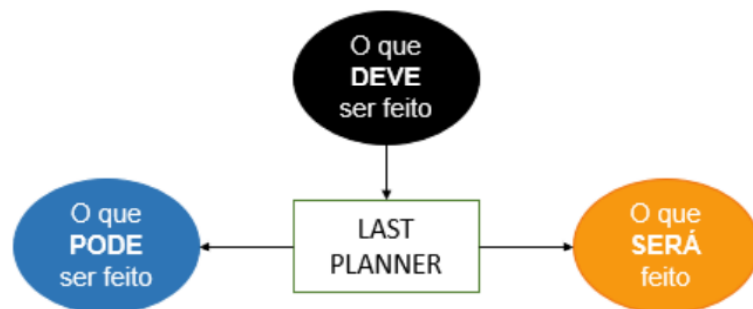 O que
DEVE
ser feito
O que
PODE
ser feito
LAST
PLANNER
O que
SERÁ
feito